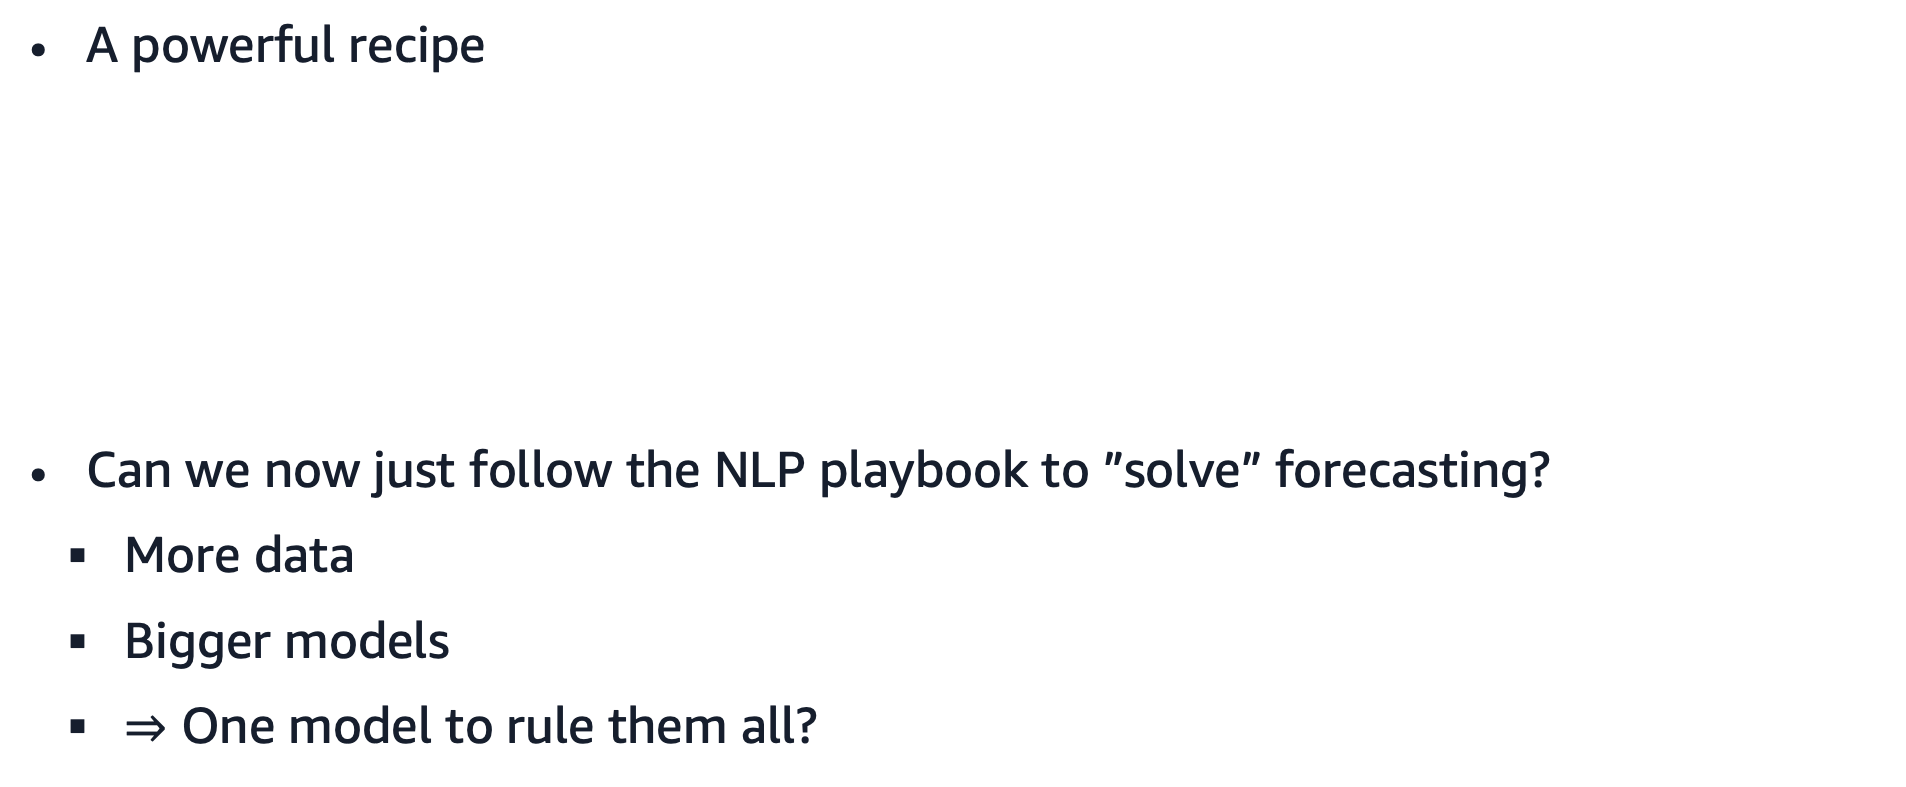 • A powerful recipe
• Can we now just follow the NLP playbook to ”solve” forecasting?
▪ More data
▪ Bigger models
▪ ⇒ One model to rule them all?